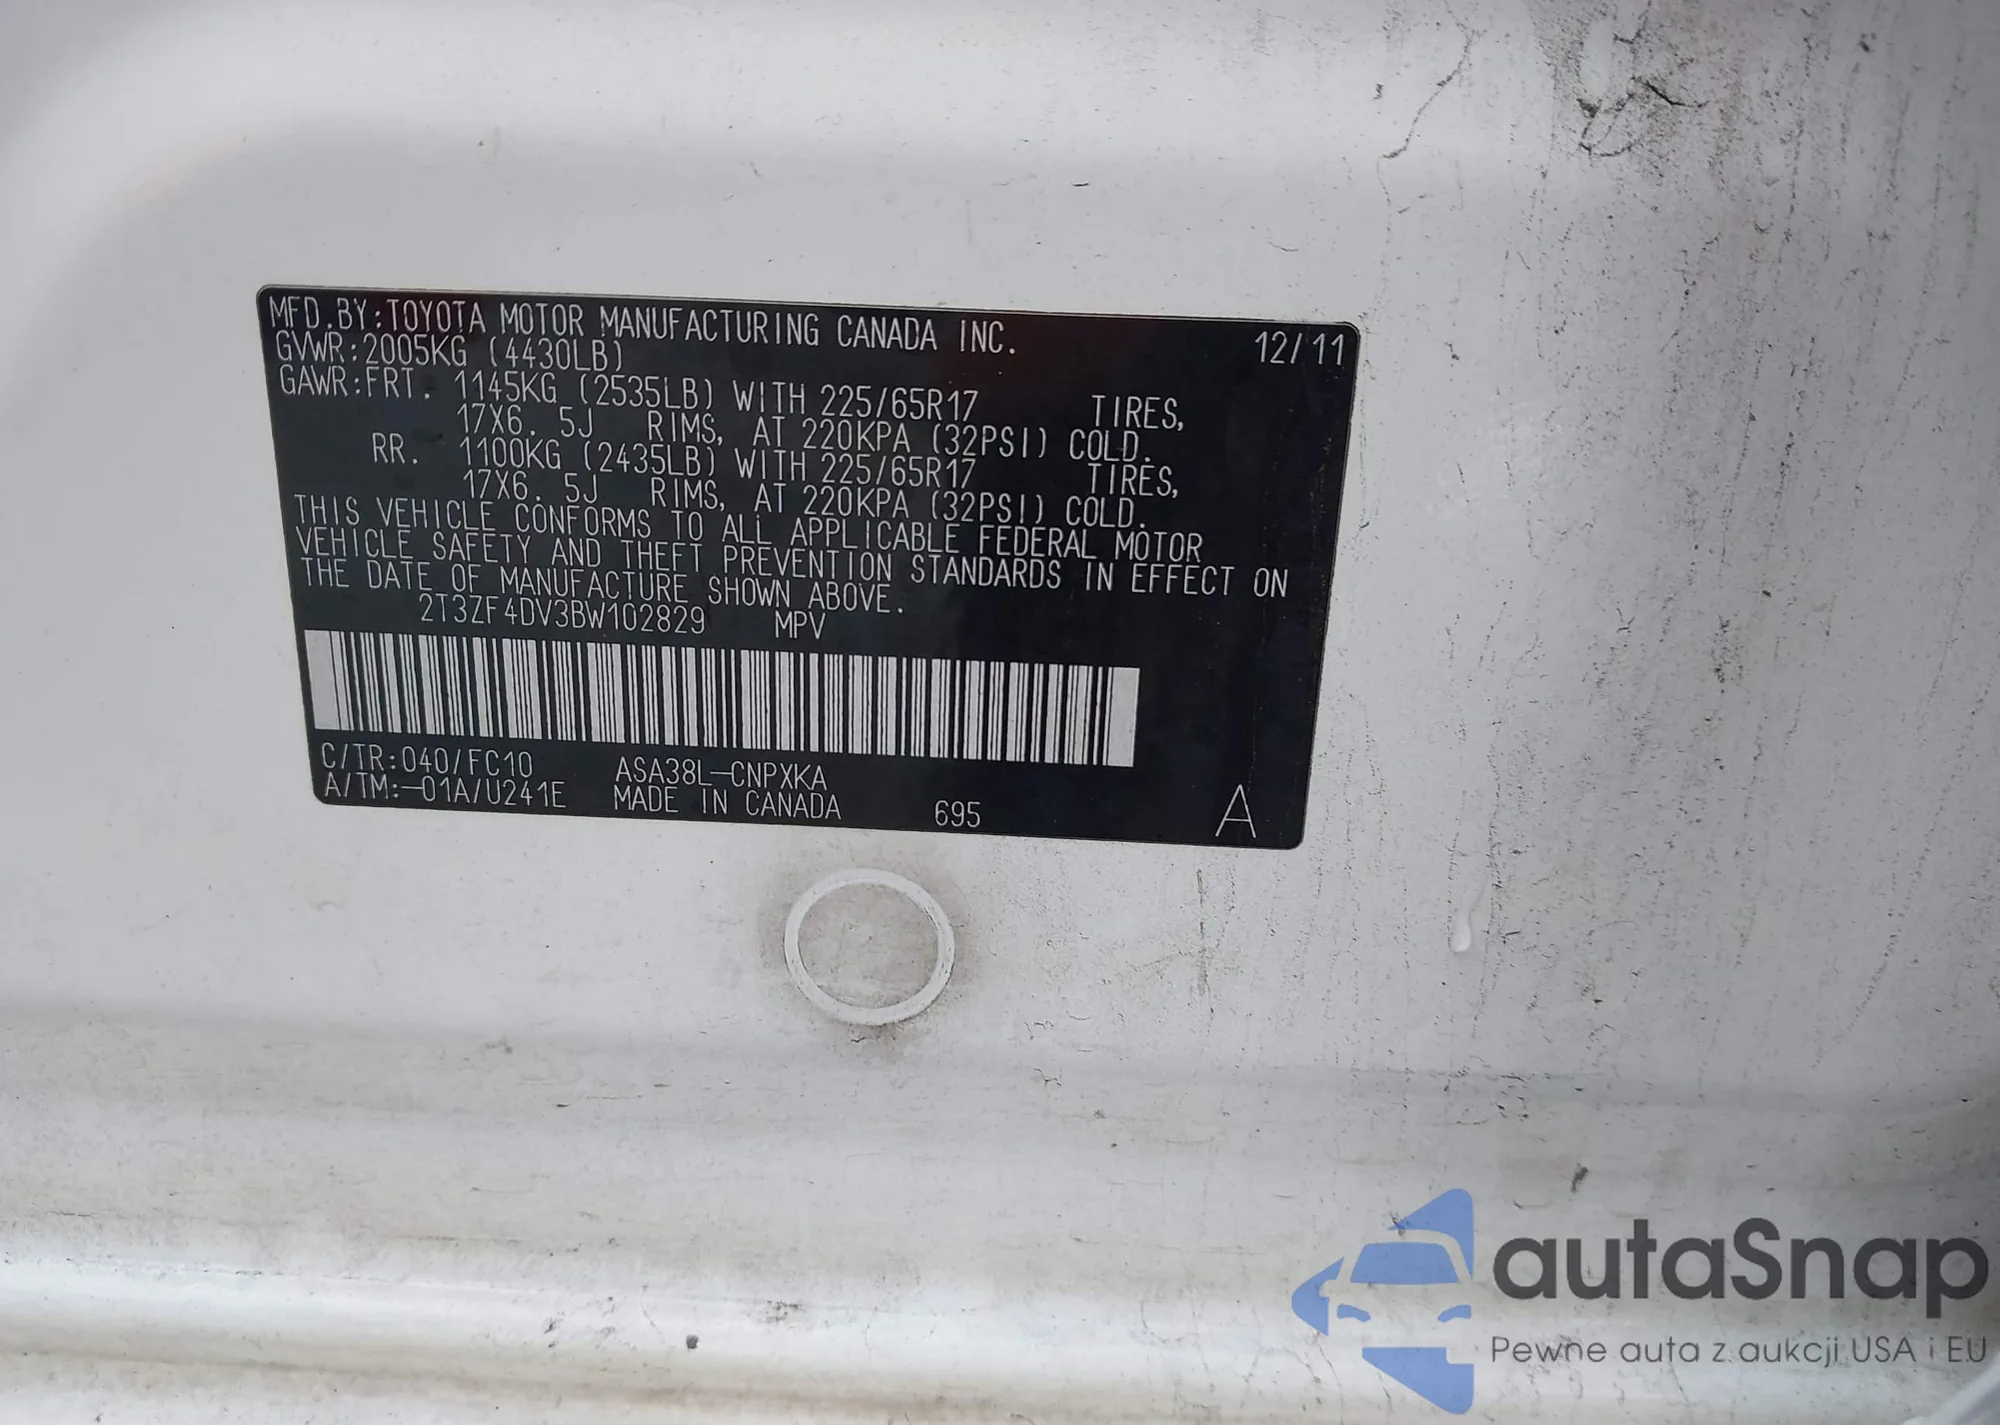 MFD.BY:TOYOTA MOTOR MANUFACTURING CANADA INC. 12/11
GVWR:2005KG (4430LB)
GAWR:FRT. 1145KG (2535LB) WITH 225/65R17 TIRES,
17X6. 5J RIMS, AT 220KPA (32PSI) COLD.
RR. 1100KG (2435LB) WITH 225/65R17 TIRES,
17X6. 5J RIMS, AT 220KPA (32PSI) COLD.
THIS VEHICLE CONFORMS TO ALL APPLICABLE FEDERAL MOTOR
VEHICLE SAFETY AND THEFT PREVENTION STANDARDS IN EFFECT ON
THE DATE OF MANUFACTURE SHOWN ABOVE.
2T3ZF4DV3BW102829 MPV
C/TR:040/FC10 ASA38L-CNPXKA
A/TM:-01A/U241E MADE IN CANADA 695 A
autaSnap
Pewne auta z aukcji USA i EU